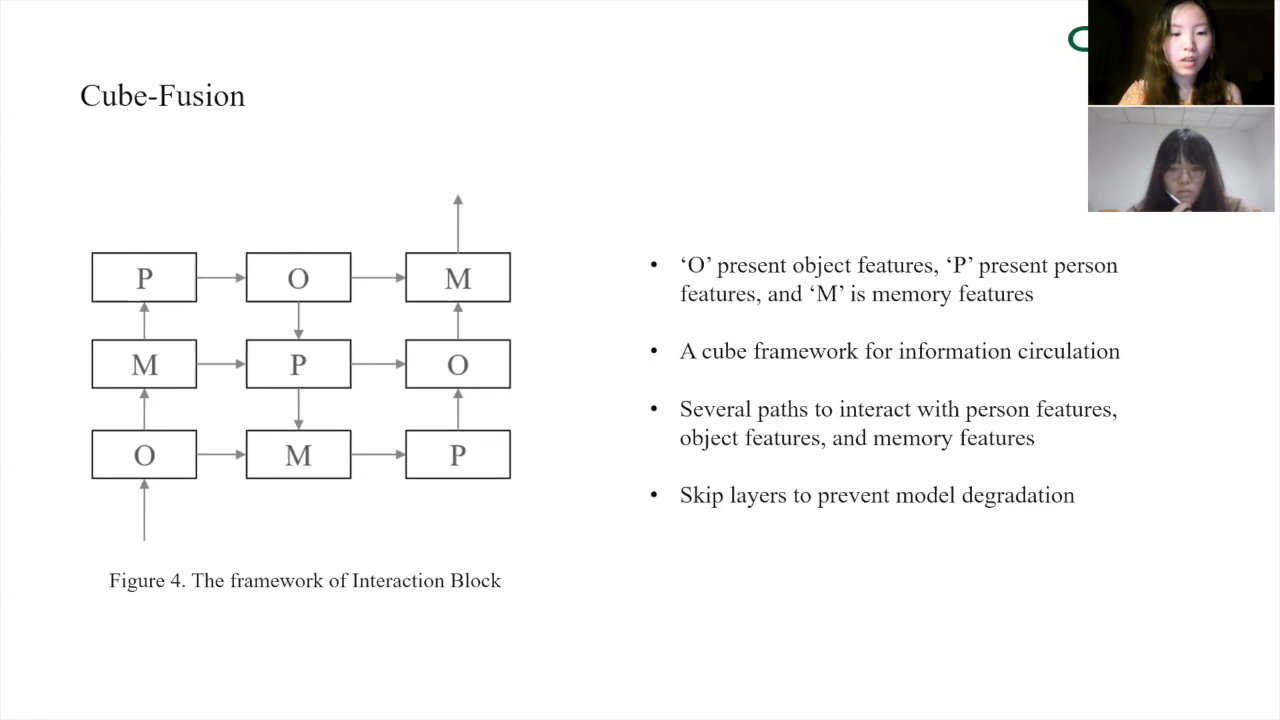 Cube-Fusion
P O M
M P O
O M P
Figure 4. The framework of Interaction Block
• ‘O’ present object features, ‘P’ present person
features, and ‘M’ is memory features
• A cube framework for information circulation
• Several paths to interact with person features,
object features, and memory features
• Skip layers to prevent model degradation